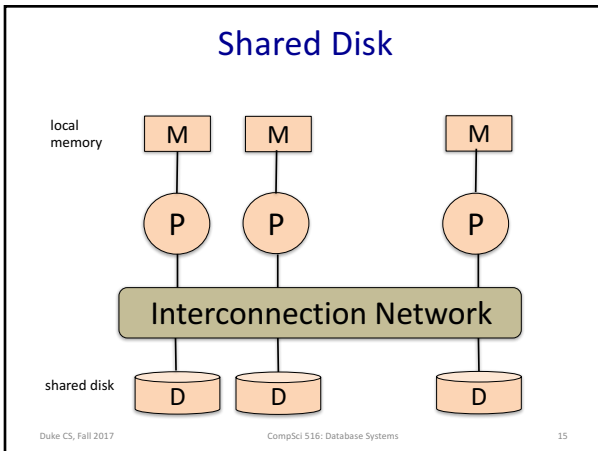 Shared Disk
local
memory
M M M
P P P
Interconnection Network
shared disk
D D D
Duke CS, Fall 2017 CompSci 516: Database Systems 15